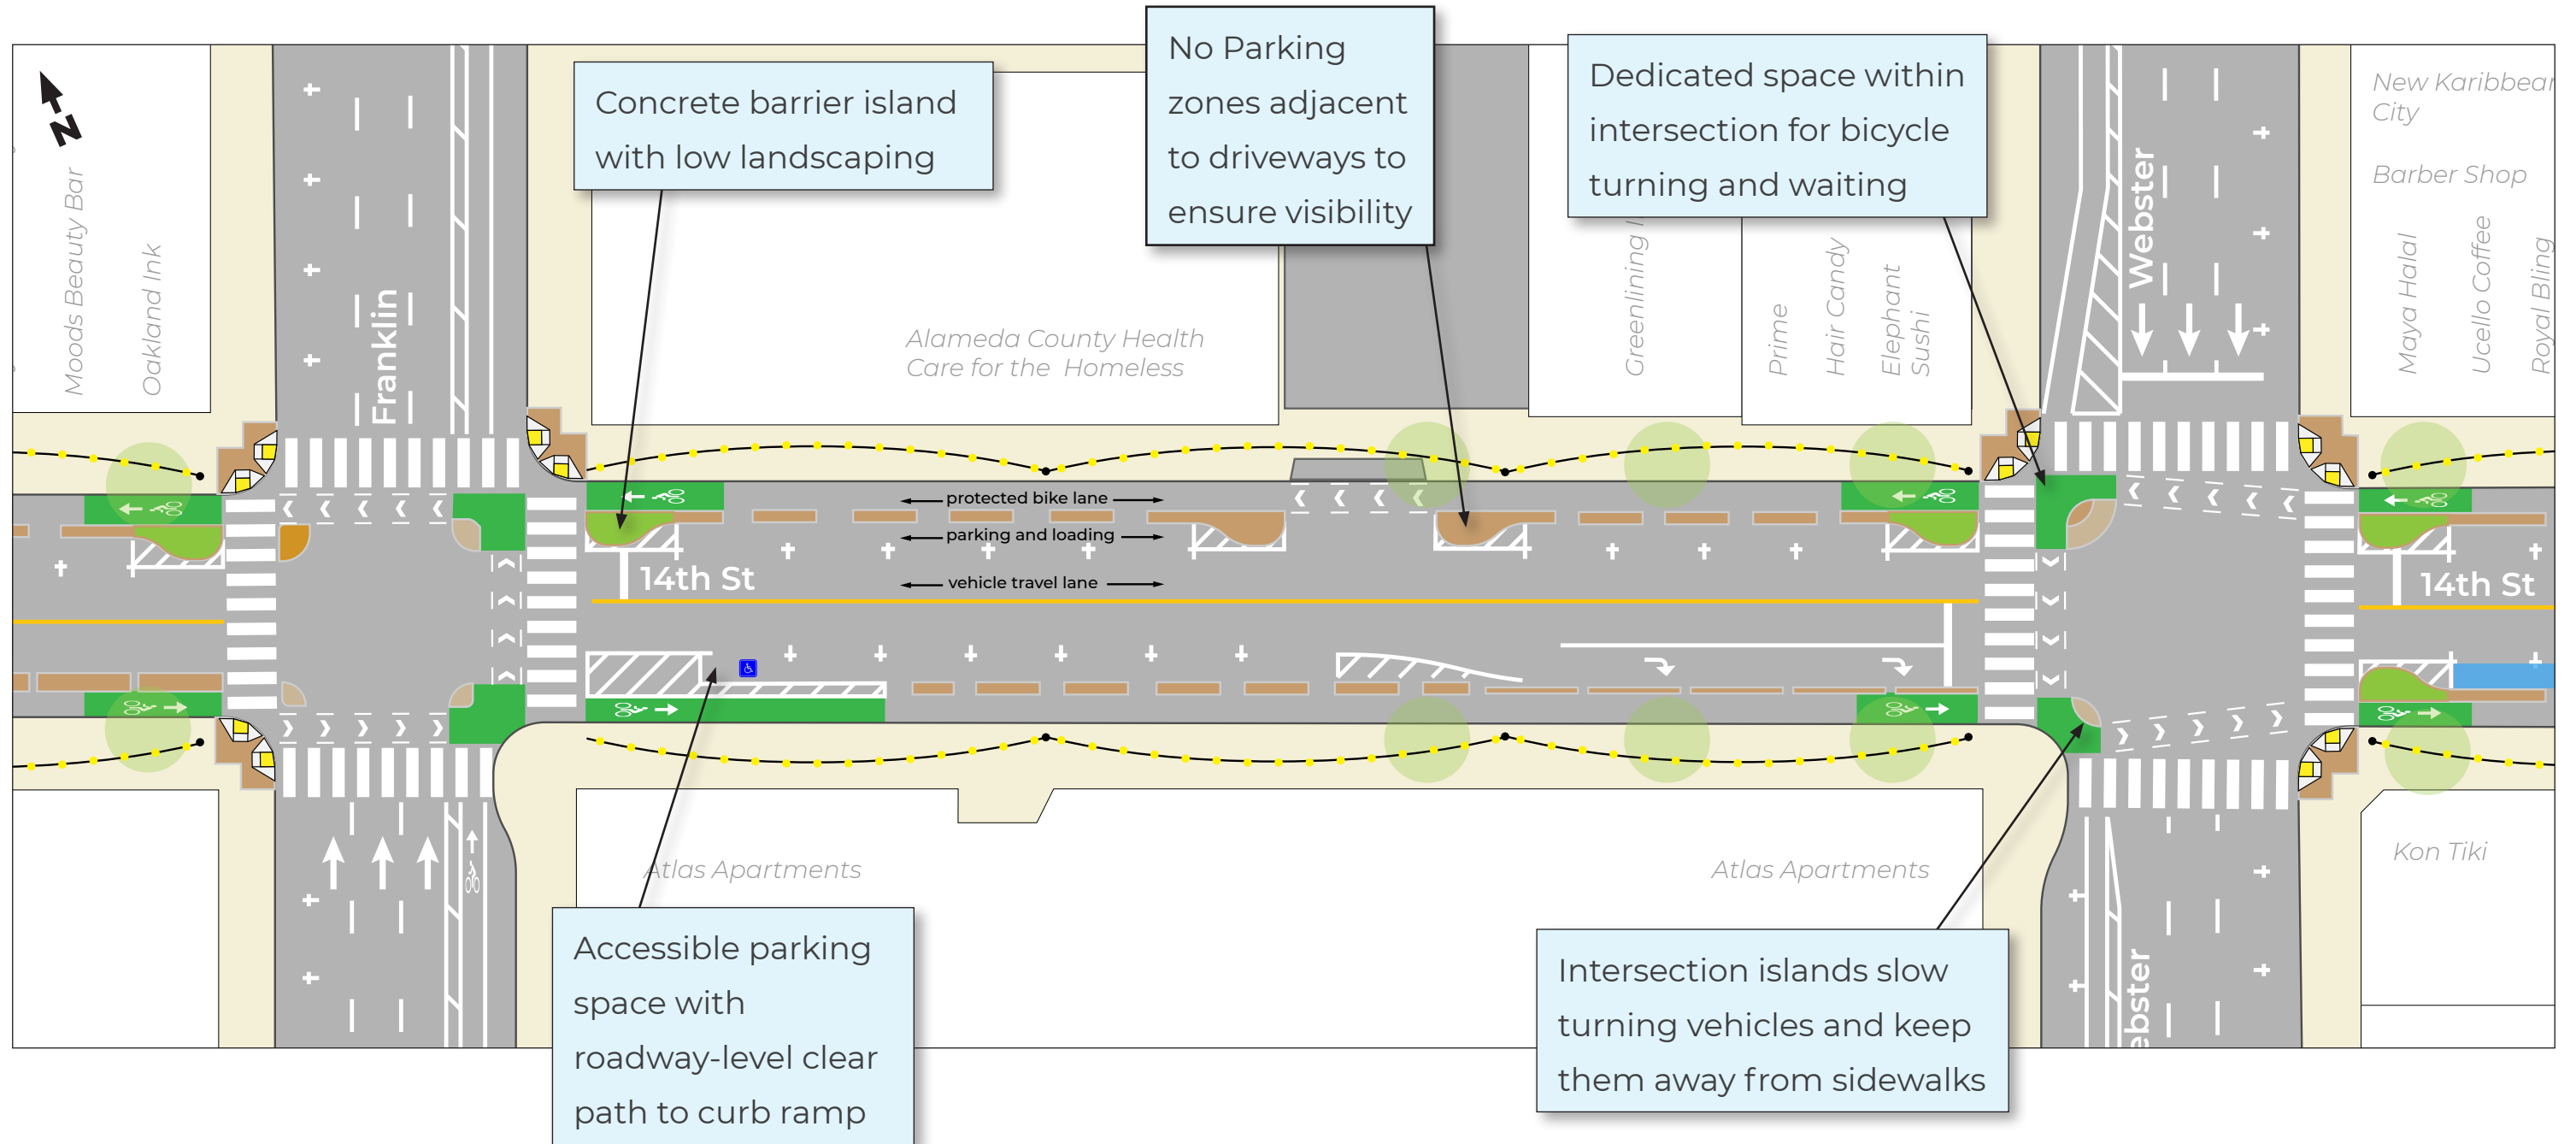 No Parking
zones adjacent
to driveways to
ensure visibility
Concrete barrier island
with low landscaping
Dedicated space within
intersection for bicycle
turning and waiting
New Karibbean
City
Barber Shop
N
Moods Beauty Bar
Oakland Ink
Franklin
Alameda County Health
Care for the Homeless
Greenlining
Prime
Hair Candy
Elephant
Sushi
Webster
Maya Halal
Ucello Coffee
Royal Bling
protected bike lane
parking and loading
14th St
vehicle travel lane
14th St
Atlas Apartments
Atlas Apartments
Kon Tiki
Accessible parking
space with
roadway-level clear
path to curb ramp
Intersection islands slow
turning vehicles and keep
them away from sidewalks
ebster